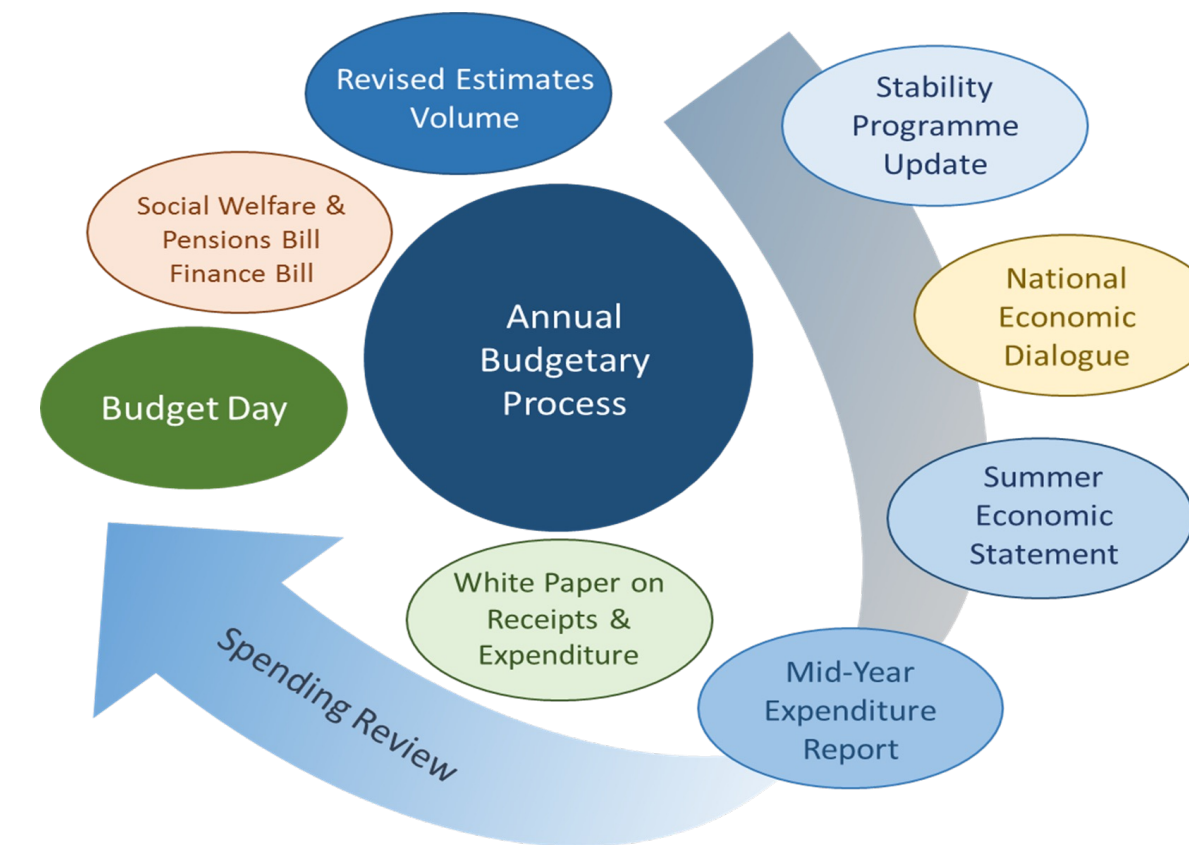 Revised Estimates
Volume
Stability
Programme
Update
Social Welfare &
Pensions Bill
Finance Bill
National
Economic
Dialogue
Annual
Budgetary
Process
Budget Day
Summer
Economic
Statement
White Paper on
Receipts &
Expenditure
Mid-Year
Expenditure
Report
Spending Review